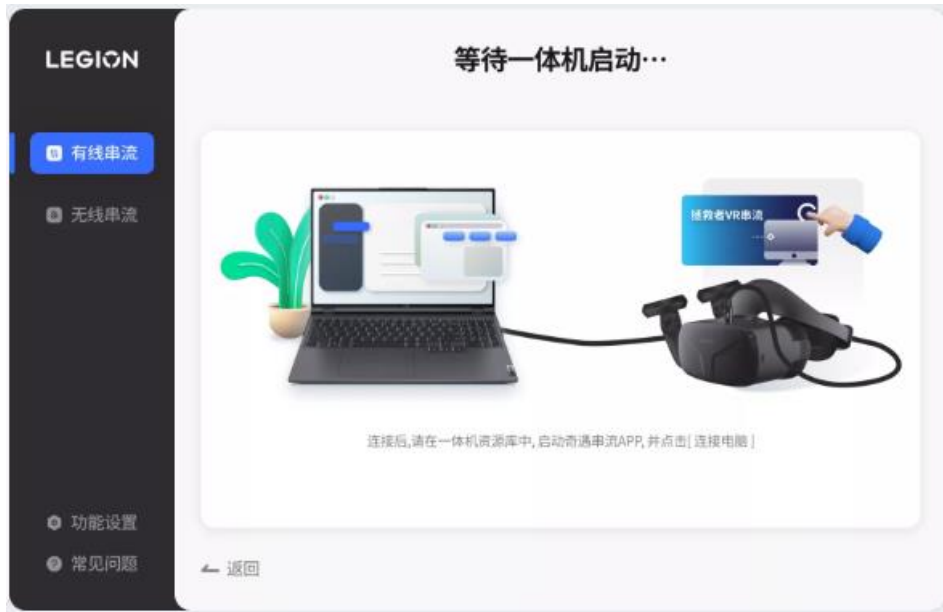 LEGION
等待一体机启动…
有线串流
无线串流
拯救者VR串流
连接后,请在一体机资源库中, 启动奇遇串流APP, 并点击[ 连接电脑 ]
功能设置
常见问题
返回